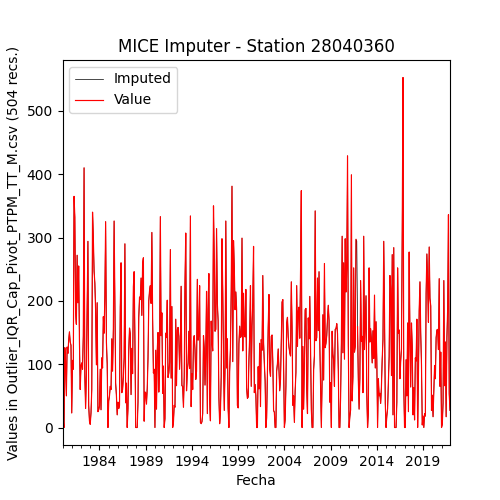 MICE Imputer - Station 28040360
Imputed
Value
500
400
300
200
100
0
Values in Outlier_IQR_Cap_Pivot_PTPM_TT_M.csv (504 recs.)
1984 1989 1994 1999 2004 2009 2014 2019
Fecha